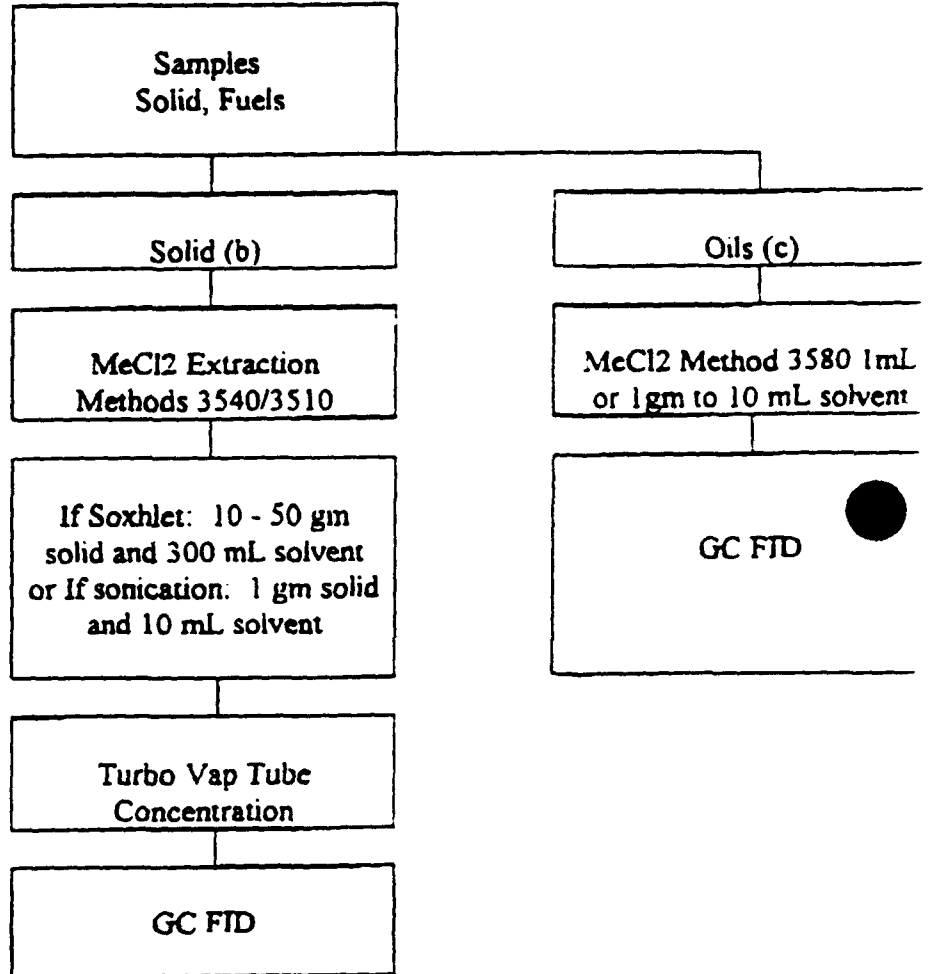 Samples
Solid, Fuels
Solid (b)
Oils (c)
MeCl2 Extraction
Methods 3540/3510
MeCl2 Method 3580 1mL
or 1gm to 10 mL solvent
If Soxhlet: 10 - 50 gm
solid and 300 mL solvent
or If sonication: 1 gm solid
and 10 mL solvent
GC FID
Turbo Vap Tube
Concentration
GC FID